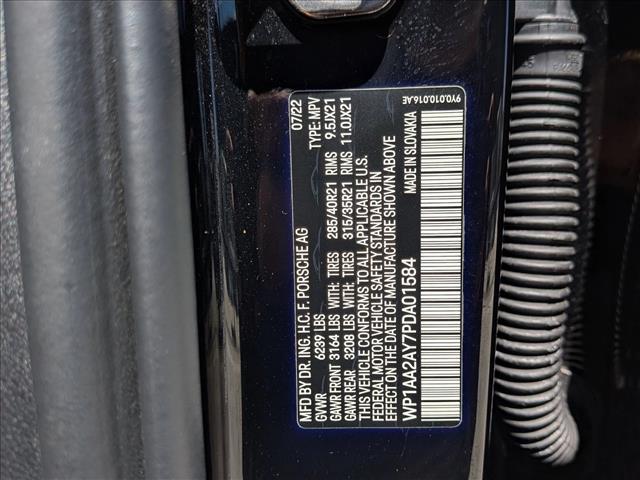 MFD BY DR. ING. H.C. F. PORSCHE AG 07/22
GVWR 6239 LBS TYPE: MPV
GAWR FRONT 3164 LBS WITH: TIRES 285/40R21 RIMS 9.5JX21
GAWR REAR 3208 LBS WITH: TIRES 315/35R21 RIMS 11.0JX21
THIS VEHICLE CONFORMS TO ALL APPLICABLE U.S.
FEDERAL MOTOR VEHICLE SAFETY STANDARDS IN
EFFECT ON THE DATE OF MANUFACTURE SHOWN ABOVE
MADE IN SLOVAKIA
WP1AA2AY7PDA01584
9Y0.010.016.AE